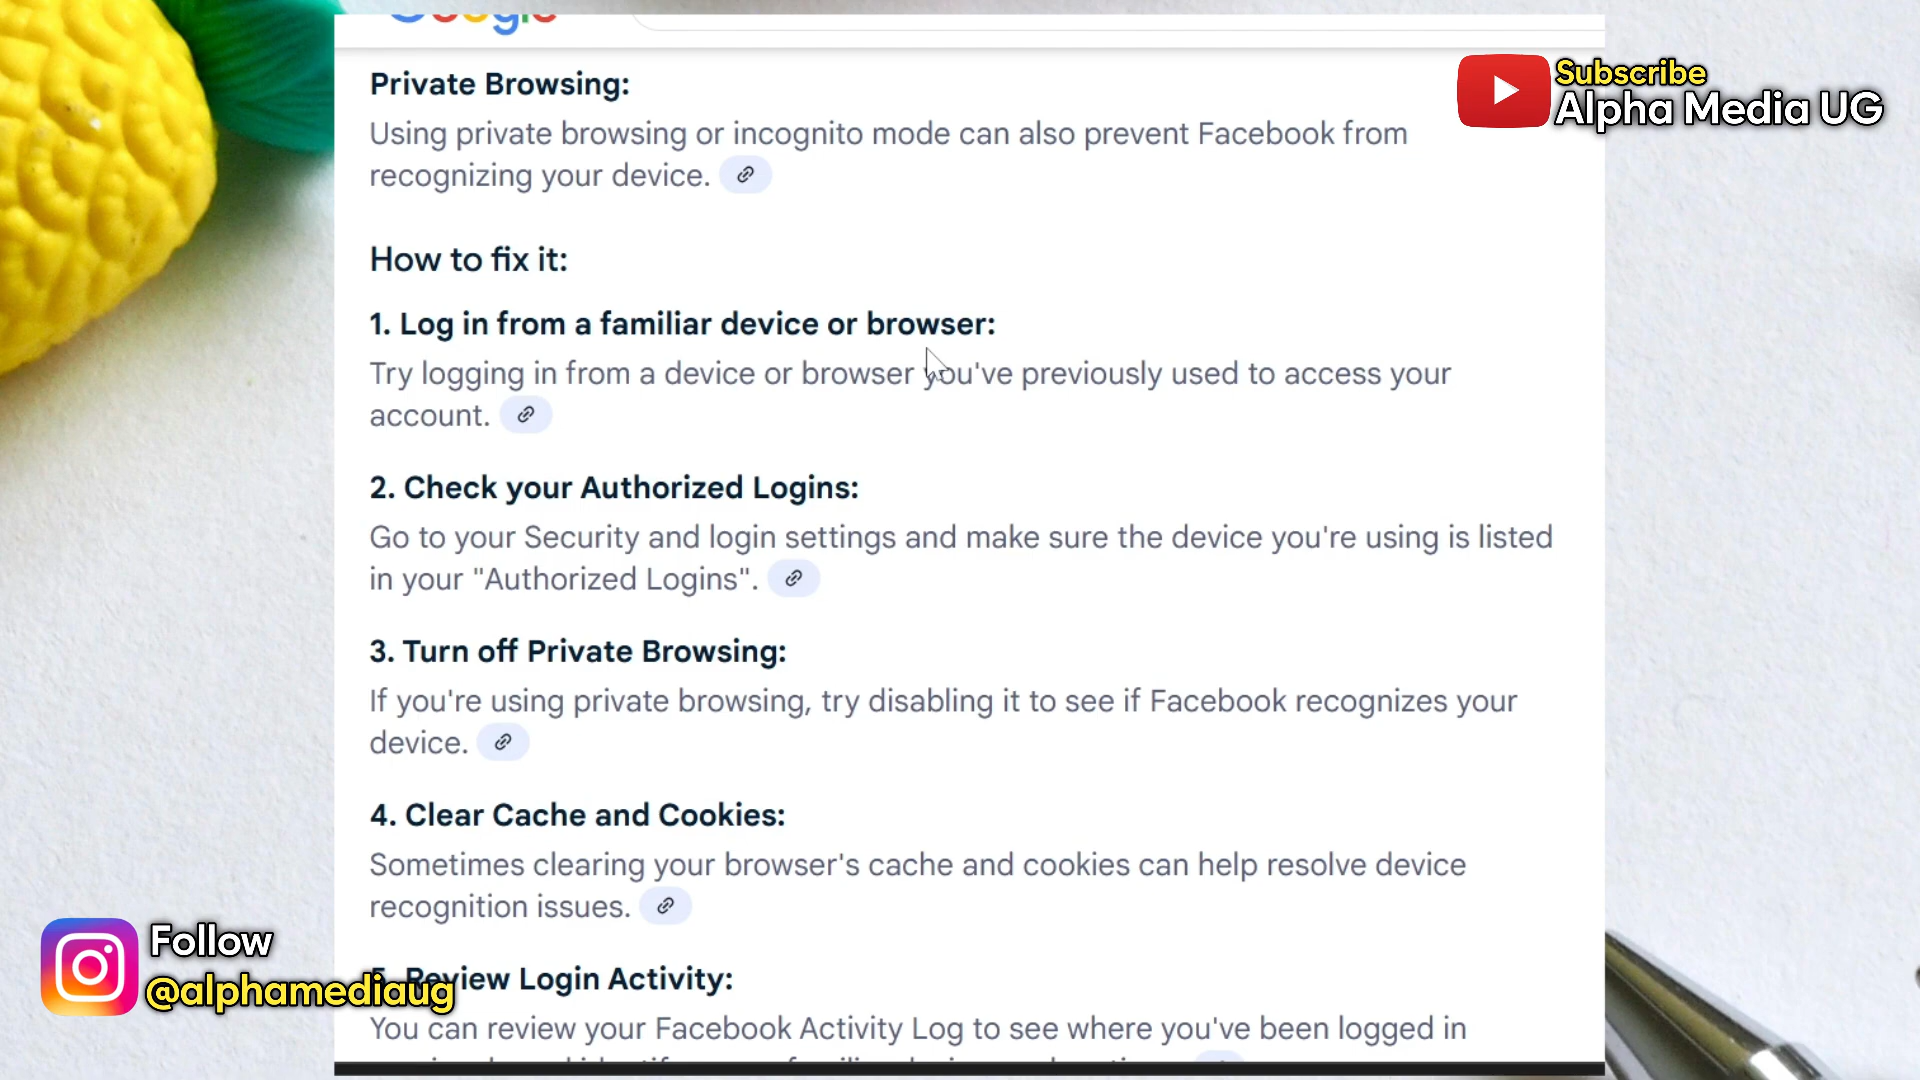 Google
Private Browsing:
Using private browsing or incognito mode can also prevent Facebook from
recognizing your device.
How to fix it:
1. Log in from a familiar device or browser:
Try logging in from a device or browser you've previously used to access your
account.
2. Check your Authorized Logins:
Go to your Security and login settings and make sure the device you're using is listed
in your "Authorized Logins".
3. Turn off Private Browsing:
If you're using private browsing, try disabling it to see if Facebook recognizes your
device.
4. Clear Cache and Cookies:
Sometimes clearing your browser's cache and cookies can help resolve device
recognition issues.
5. Review Login Activity:
You can review your Facebook Activity Log to see where you've been logged in
Subscribe
Alpha Media UG
Follow
@alphamediaug